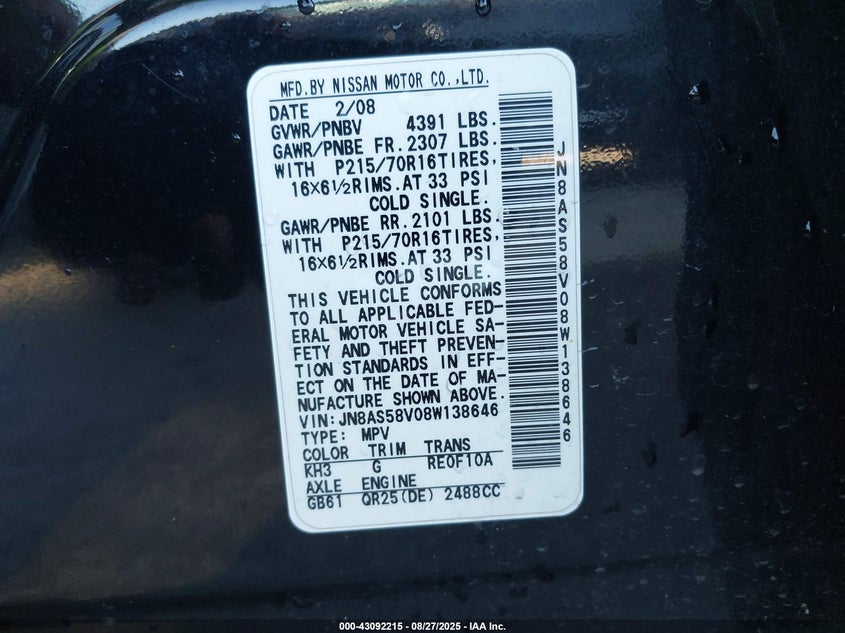 MFD.BY NISSAN MOTOR CO.,LTD.
DATE 2/08
GVWR/PNBV 4391 LBS.
GAWR/PNBE FR.2307 LBS.
WITH P215/70R16TIRES,
16X6½RIMS.AT 33 PSI
COLD SINGLE.
GAWR/PNBE RR.2101 LBS.
WITH P215/70R16TIRES,
16X6½RIMS.AT 33 PSI
COLD SINGLE.
THIS VEHICLE CONFORMS
TO ALL APPLICABLE FED-
ERAL MOTOR VEHICLE SA-
FETY AND THEFT PREVEN-
TION STANDARDS IN EFF-
ECT ON THE DATE OF MA-
NUFACTURE SHOWN ABOVE.
VIN:JN8AS58V08W138646
TYPE: MPV
COLOR TRIM TRANS
KH3 G RE0F10A
AXLE ENGINE
GB61 QR25(DE) 2488CC
JN8AS58V08W138646
000-43092215 - 08/27/2025 - IAA Inc.